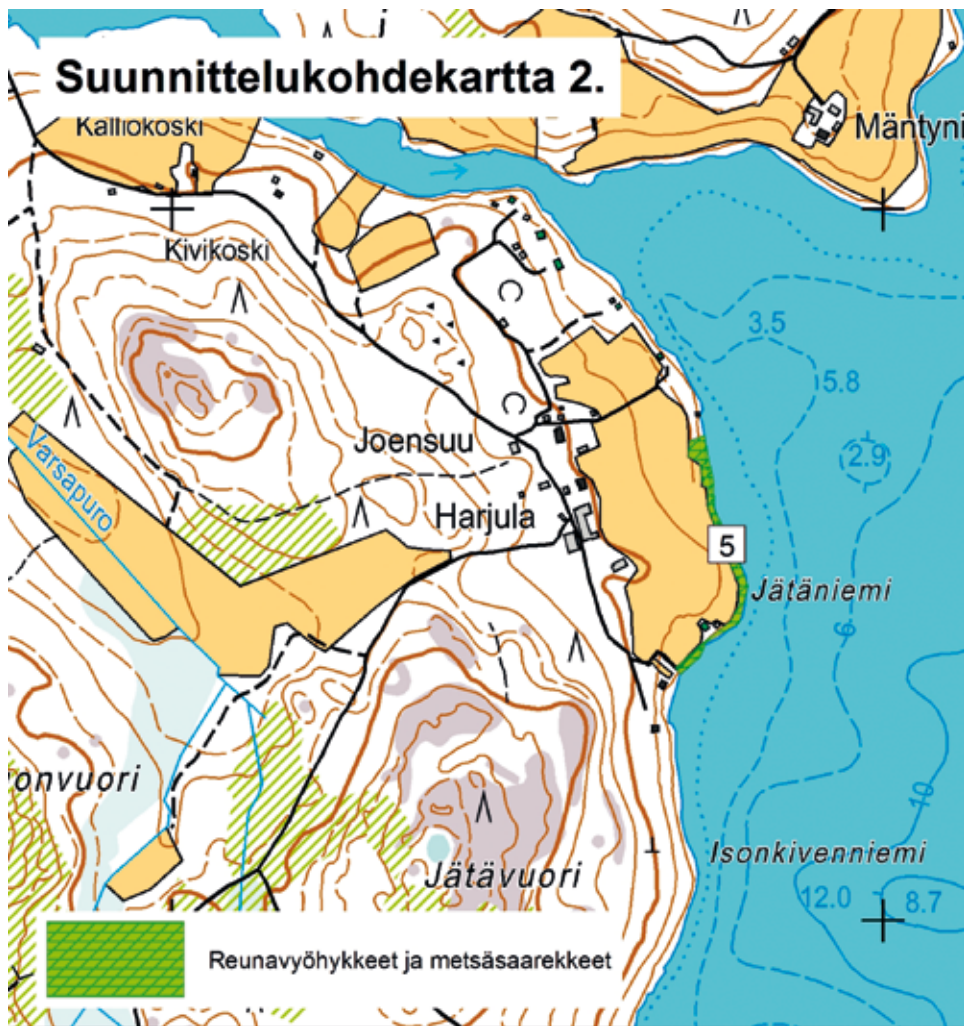 Suunnittelukohdekartta 2.
Kalliokoski
Mäntyni
Kivikoski
3.5
5.8
Joensuu
Varsapuro
2.9
Harjula
5
Jätäniemi
6
onvuori
10
Isonkivenniemi
Jätävuori
12.0
8.7
Reunavyöhykkeet ja metsäsaarekkeet